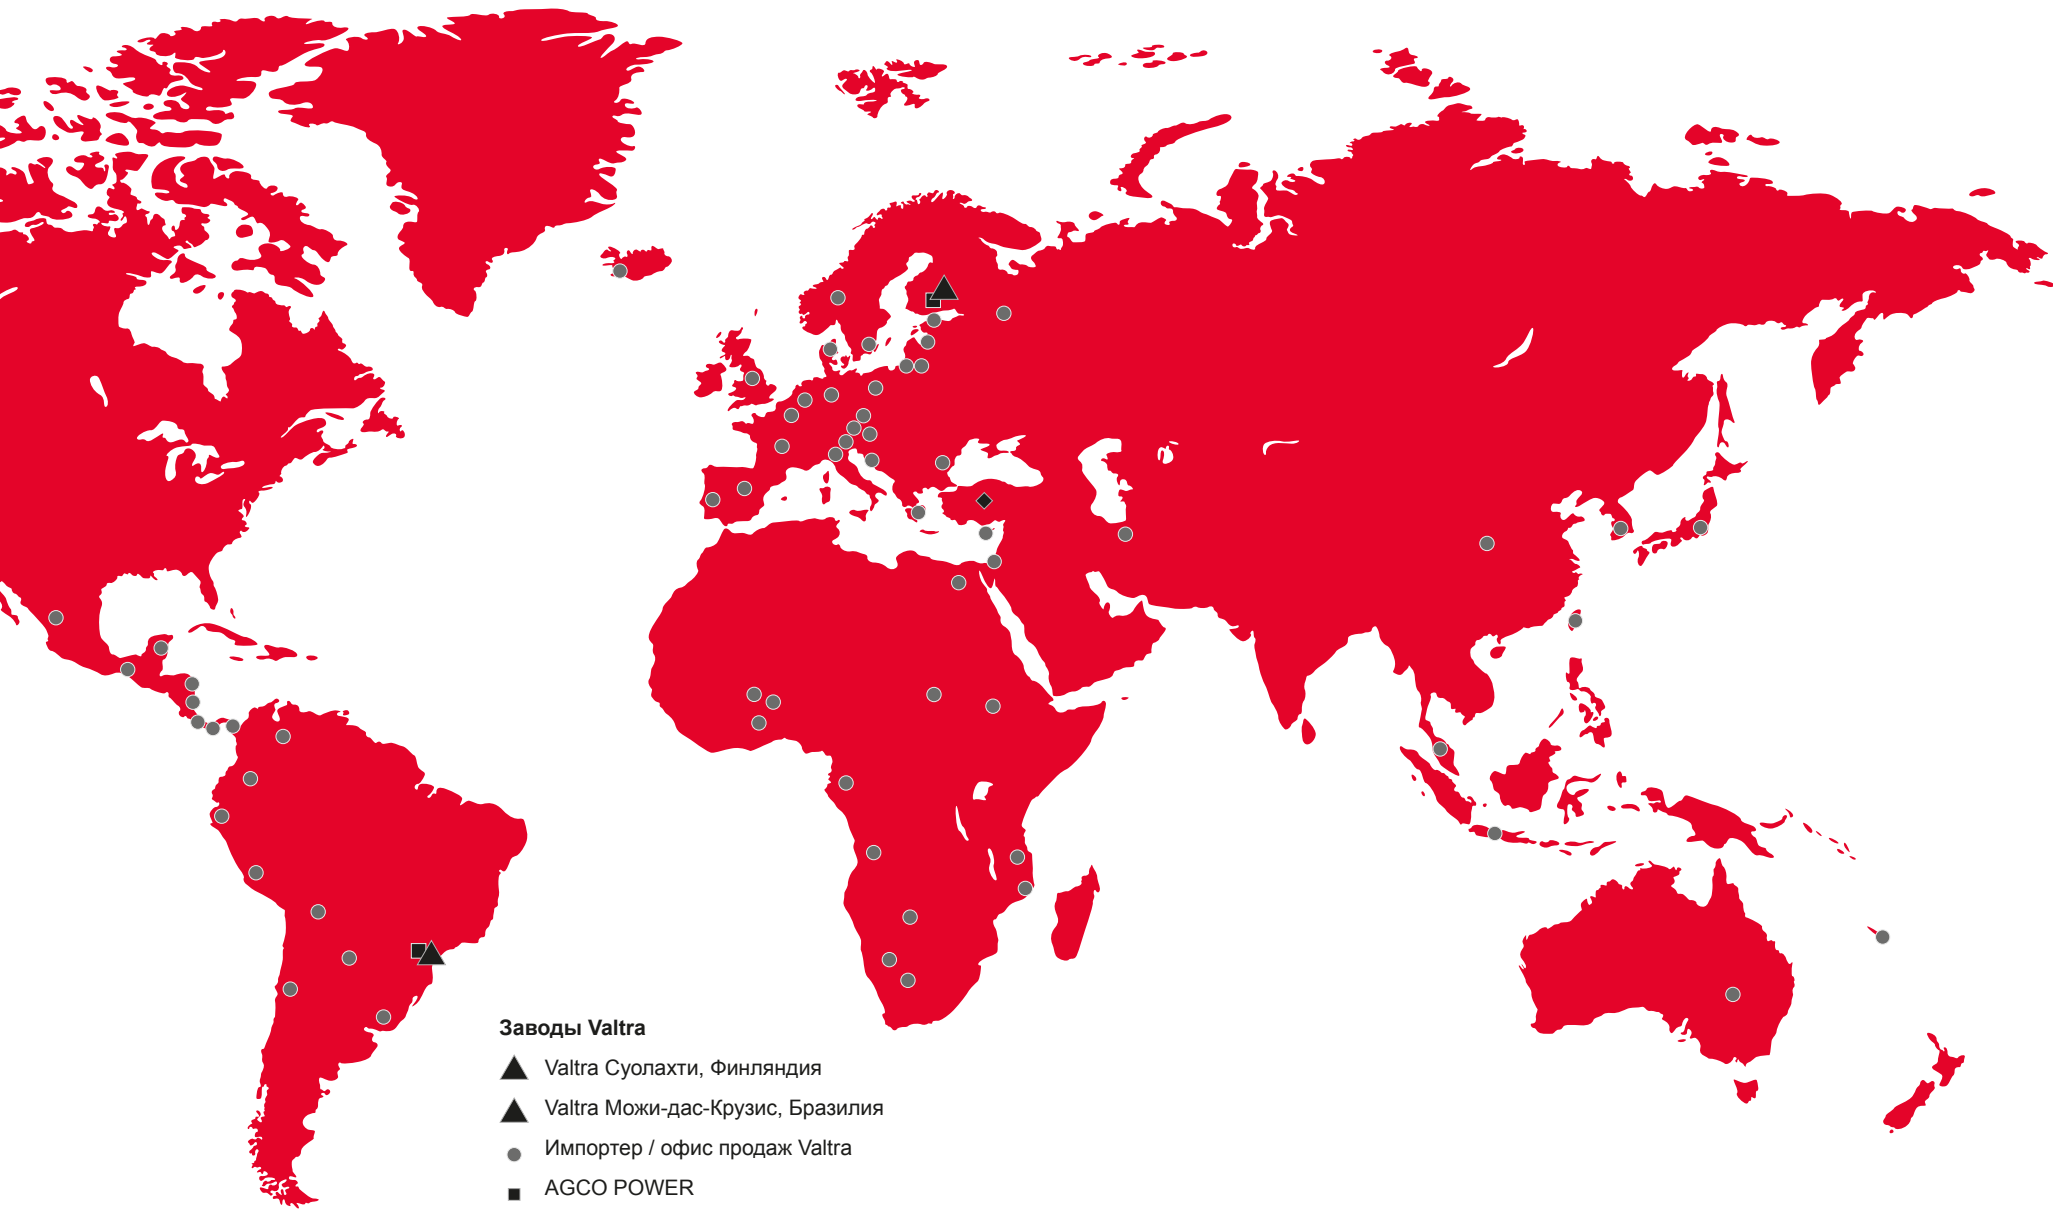 Заводы Valtra
Valtra Суолахти, Финляндия
Valtra Можи-дас-Крузис, Бразилия
Импортер / офис продаж Valtra
AGCO POWER